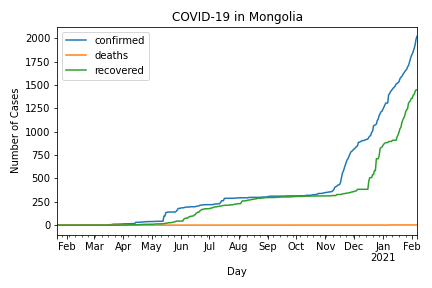 COVID-19 in Mongolia
confirmed
deaths
recovered
Number of Cases
2000
1750
1500
1250
1000
750
500
250
0
Feb Mar Apr May Jun Jul Aug Sep Oct Nov Dec Jan Feb
2021
Day